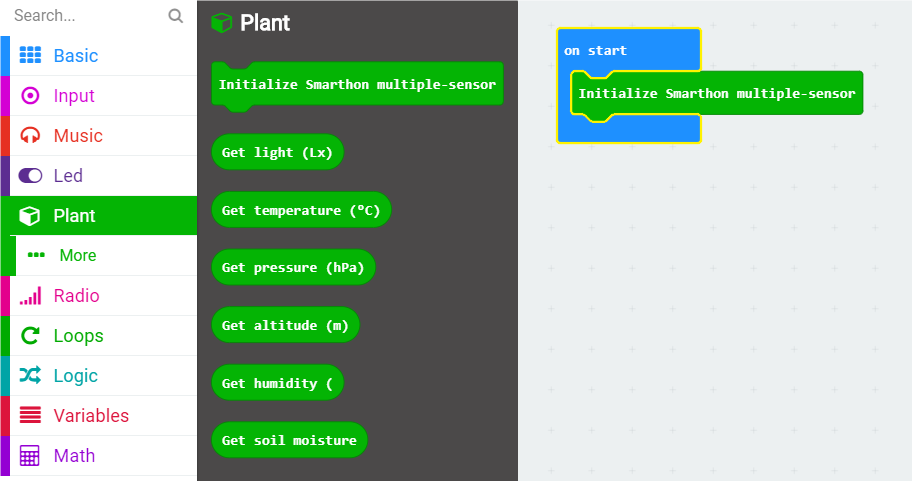 Search...
Basic
Input
Music
Led
Plant
More
Radio
Loops
Logic
Variables
Math
Plant
Initialize Smarthon multiple-sensor
Get light (Lx)
Get temperature (ºC)
Get pressure (hPa)
Get altitude (m)
Get humidity (
Get soil moisture
on start
Initialize Smarthon multiple-sensor